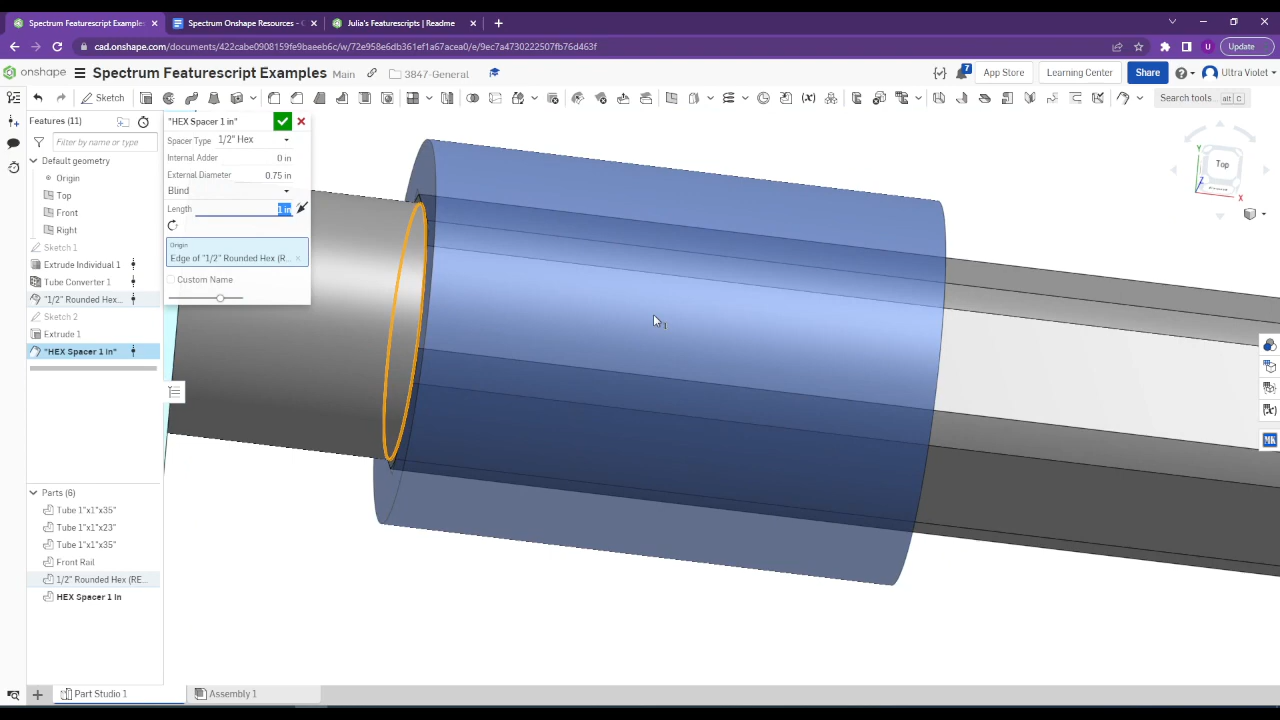 Spectrum Featurescript Examples
Spectrum Onshape Resources - G
Julia's Featurescripts | Readme
cad.onshape.com/documents/422cabe0908159fe9baeeb6c/w/72e958e6db361ef1a67acea0/e/9ec7a4730222507fb76d463f
U
Update
onshape
Spectrum Featurescript Examples
Main
3847-General
7
App Store
Learning Center
Share
Ultra Violet
Sketch
Search tools...
alt C
Features (11)
Filter by name or type
Default geometry
Origin
Top
Front
Right
Sketch 1
Extrude Individual 1
Tube Converter 1
"1/2" Rounded Hex...
Sketch 2
Extrude 1
"HEX Spacer 1 in"
"HEX Spacer 1 in"
Spacer Type 1/2" Hex
Internal Adder 0 in
External Diameter 0.75 in
Blind
Length 1 in
Origin
Edge of "1/2" Rounded Hex (R...
Custom Name
Y
Top
Z
X
MK
Parts (6)
Tube 1"x1"x35"
Tube 1"x1"x23"
Tube 1"x1"x35"
Front Rail
1/2" Rounded Hex (RE...
HEX Spacer 1 in
Part Studio 1
Assembly 1